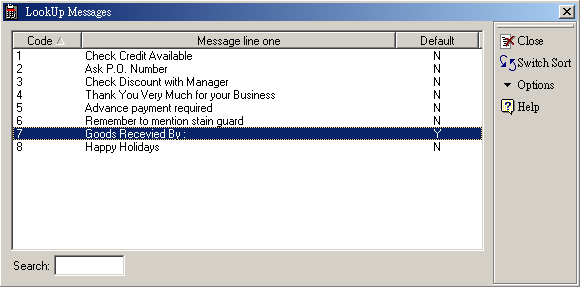 LookUp Messages
Code Message line one Default
1 Check Credit Available N
2 Ask P.O. Number N
3 Check Discount with Manager N
4 Thank You Very Much for your Business N
5 Advance payment required N
6 Remember to mention stain guard N
7 Goods Recevied By : Y
8 Happy Holidays N
Search:
Close
Switch Sort
Options
Help